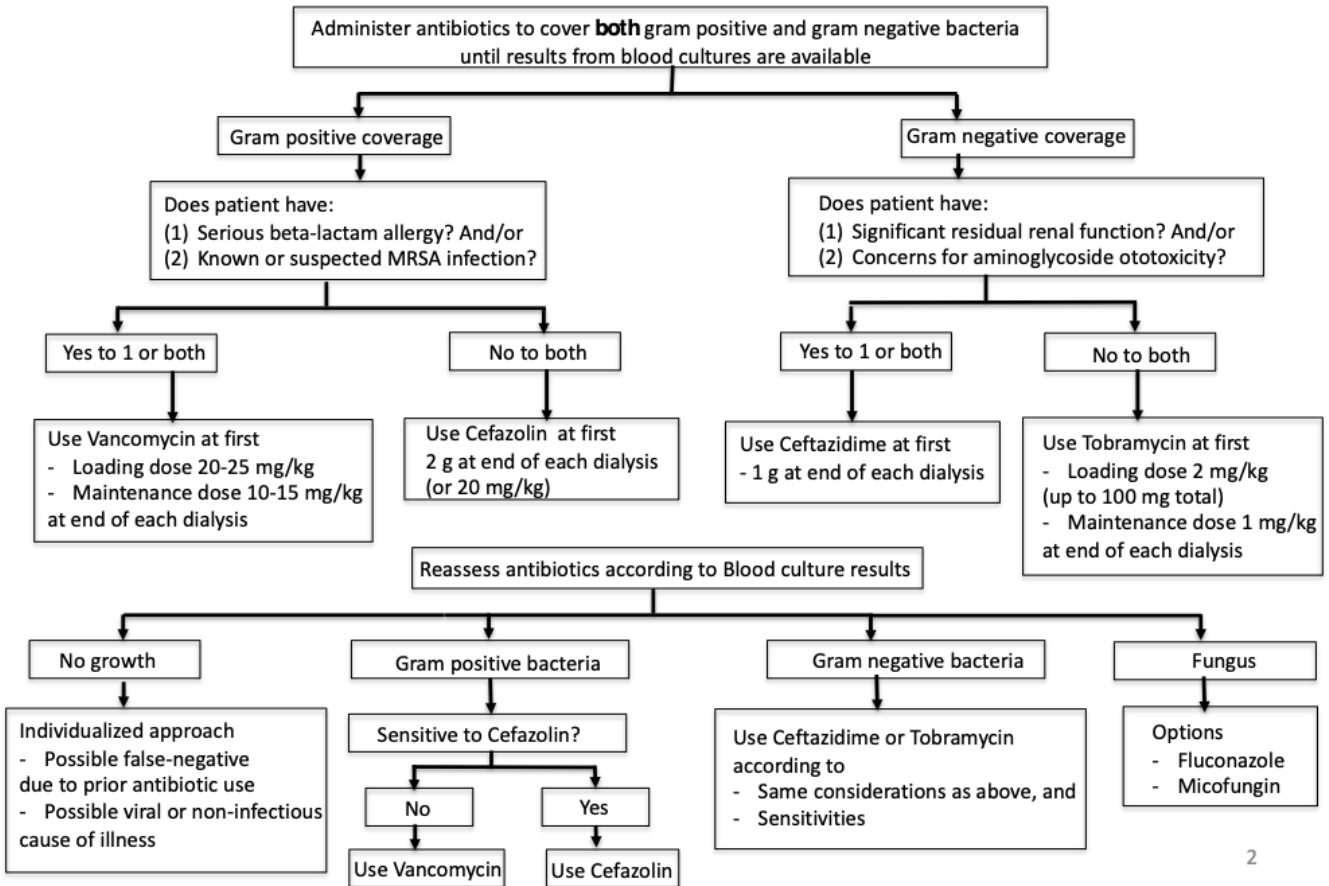 Administer antibiotics to cover both gram positive and gram negative bacteria
until results from blood cultures are available
Gram positive coverage
Gram negative coverage
Does patient have:
(1) Serious beta-lactam allergy? And/or
(2) Known or suspected MRSA infection?
Does patient have:
(1) Significant residual renal function? And/or
(2) Concerns for aminoglycoside ototoxicity?
Yes to 1 or both
No to both
Yes to 1 or both
No to both
Use Vancomycin at first
- Loading dose 20-25 mg/kg
- Maintenance dose 10-15 mg/kg
at end of each dialysis
Use Cefazolin at first
2 g at end of each dialysis
(or 20 mg/kg)
Use Ceftazidime at first
- 1 g at end of each dialysis
Use Tobramycin at first
- Loading dose 2 mg/kg
(up to 100 mg total)
- Maintenance dose 1 mg/kg
at end of each dialysis
Reassess antibiotics according to Blood culture results
No growth
Gram positive bacteria
Gram negative bacteria
Fungus
Individualized approach
- Possible false-negative
due to prior antibiotic use
- Possible viral or non-infectious
cause of illness
Sensitive to Cefazolin?
No
Yes
Use Vancomycin
Use Cefazolin
Use Ceftazidime or Tobramycin
according to
- Same considerations as above, and
- Sensitivities
Options
- Fluconazole
- Micofungin
2